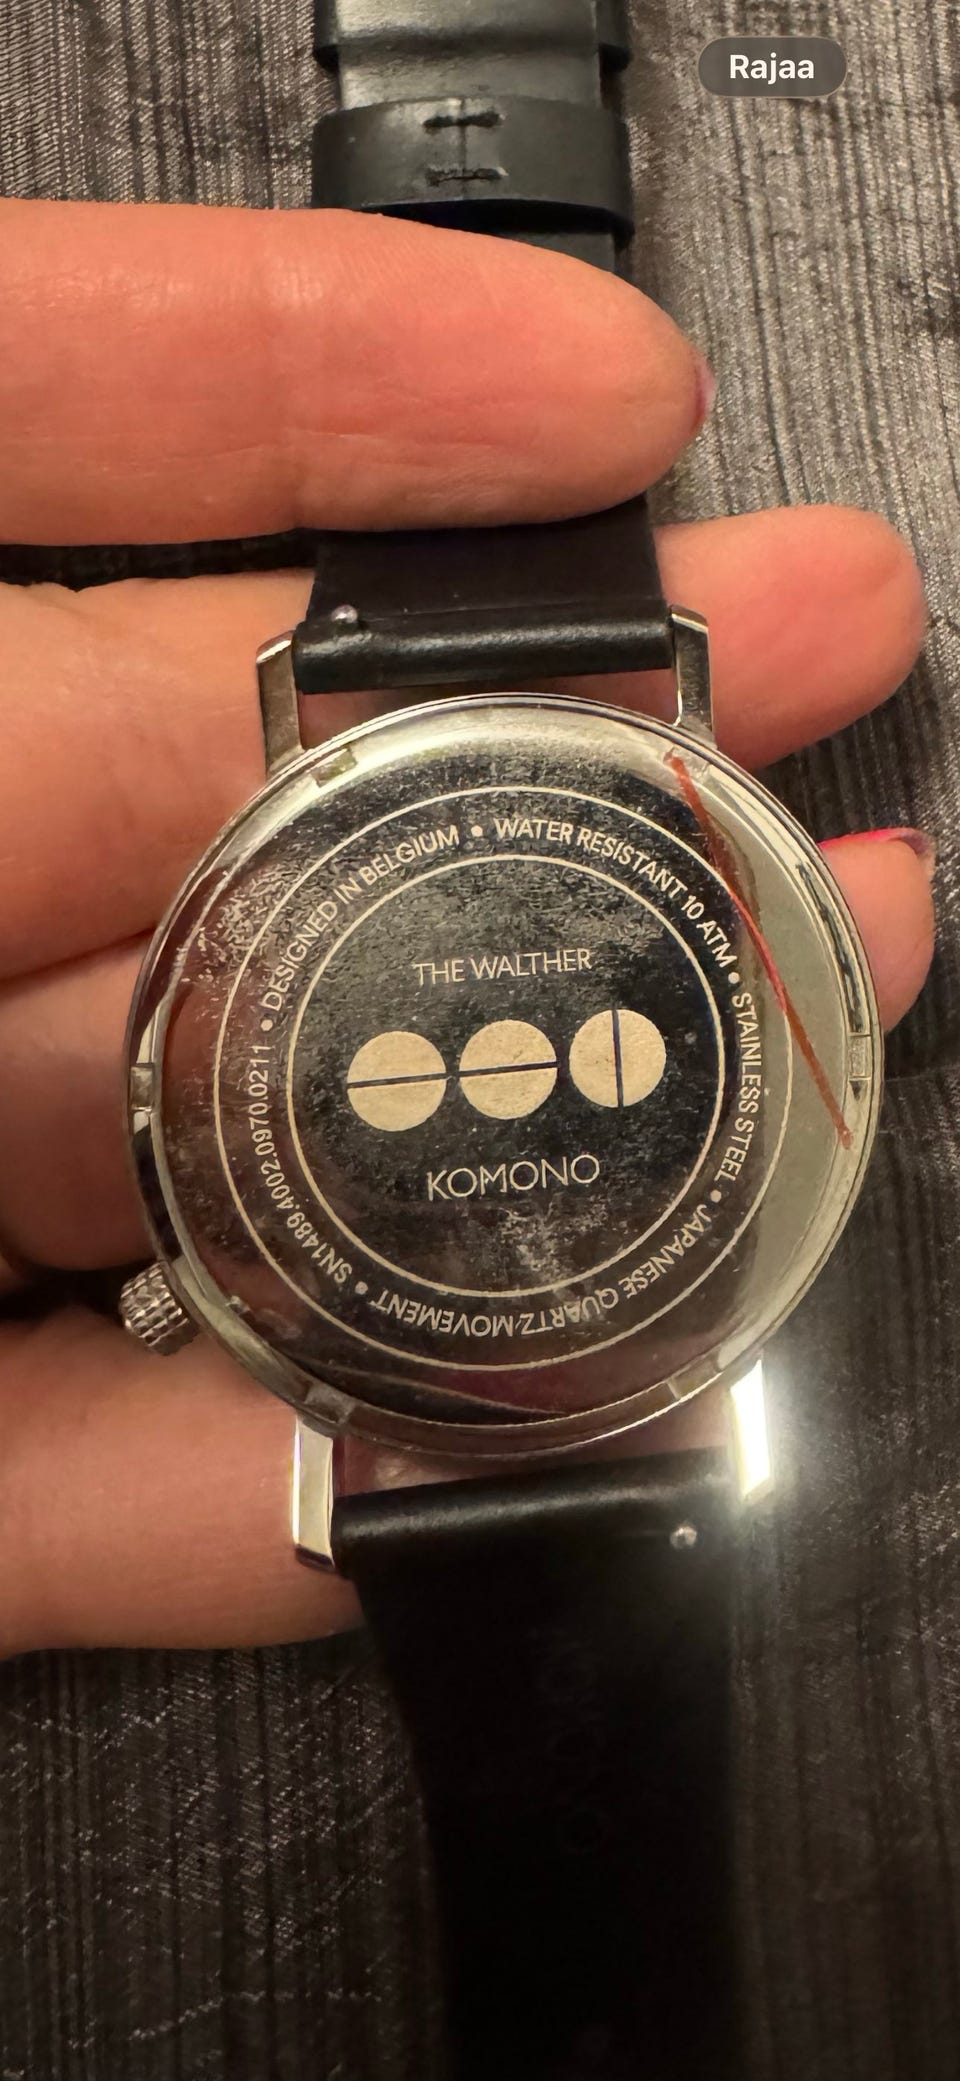 Rajaa
DESIGNED IN BELGIUM • WATER RESISTANT 10 ATM • STAINLESS STEEL • JAPANESE QUARTZ MOVEMENT • SN1489.4002.0970.0211 •
THE WALTHER
KOMONO